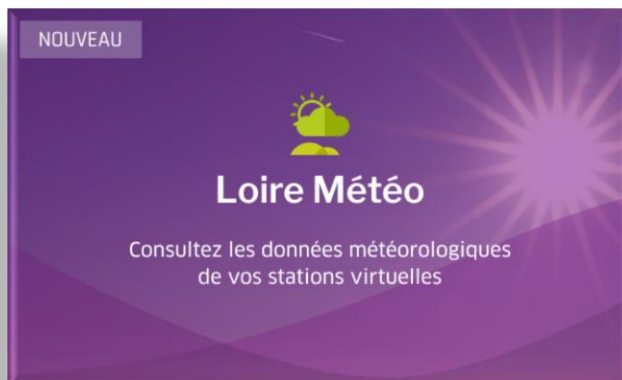 NOUVEAU
Loire Météo
Consultez les données météorologiques
de vos stations virtuelles